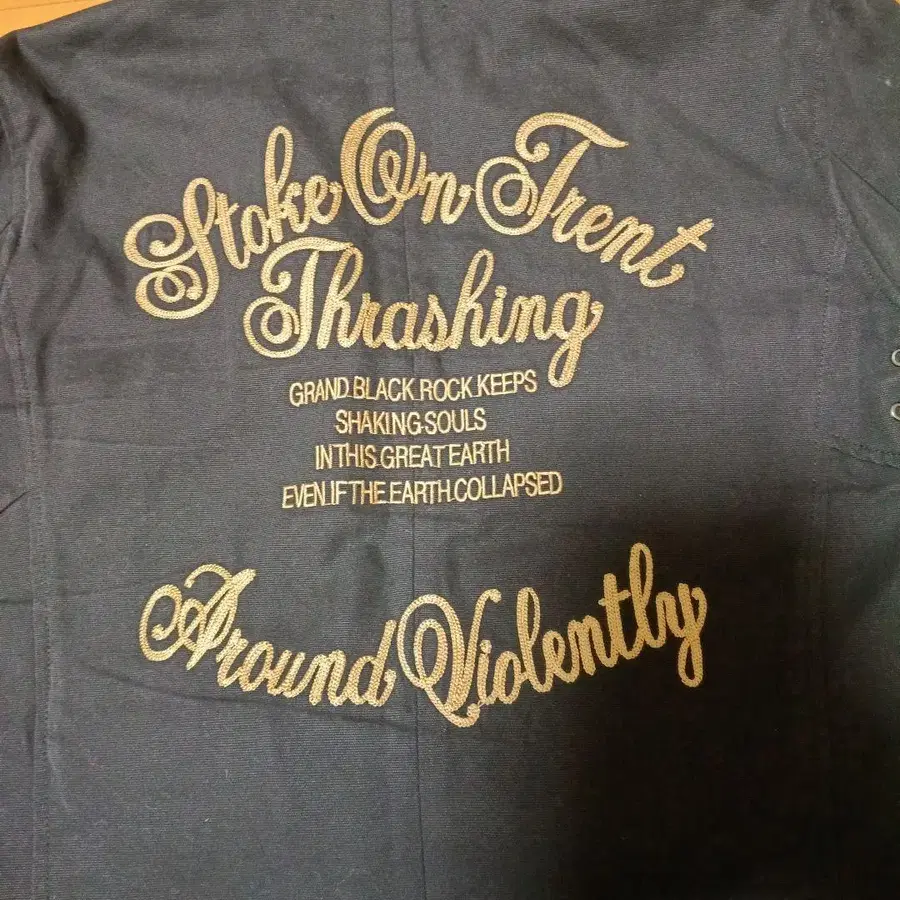 Stoke On Trent
Thrashing
GRAND BLACK ROCK KEEPS
SHAKING SOULS
IN THIS GREAT EARTH
EVEN IF THE EARTH COLLAPSED
Around Violently